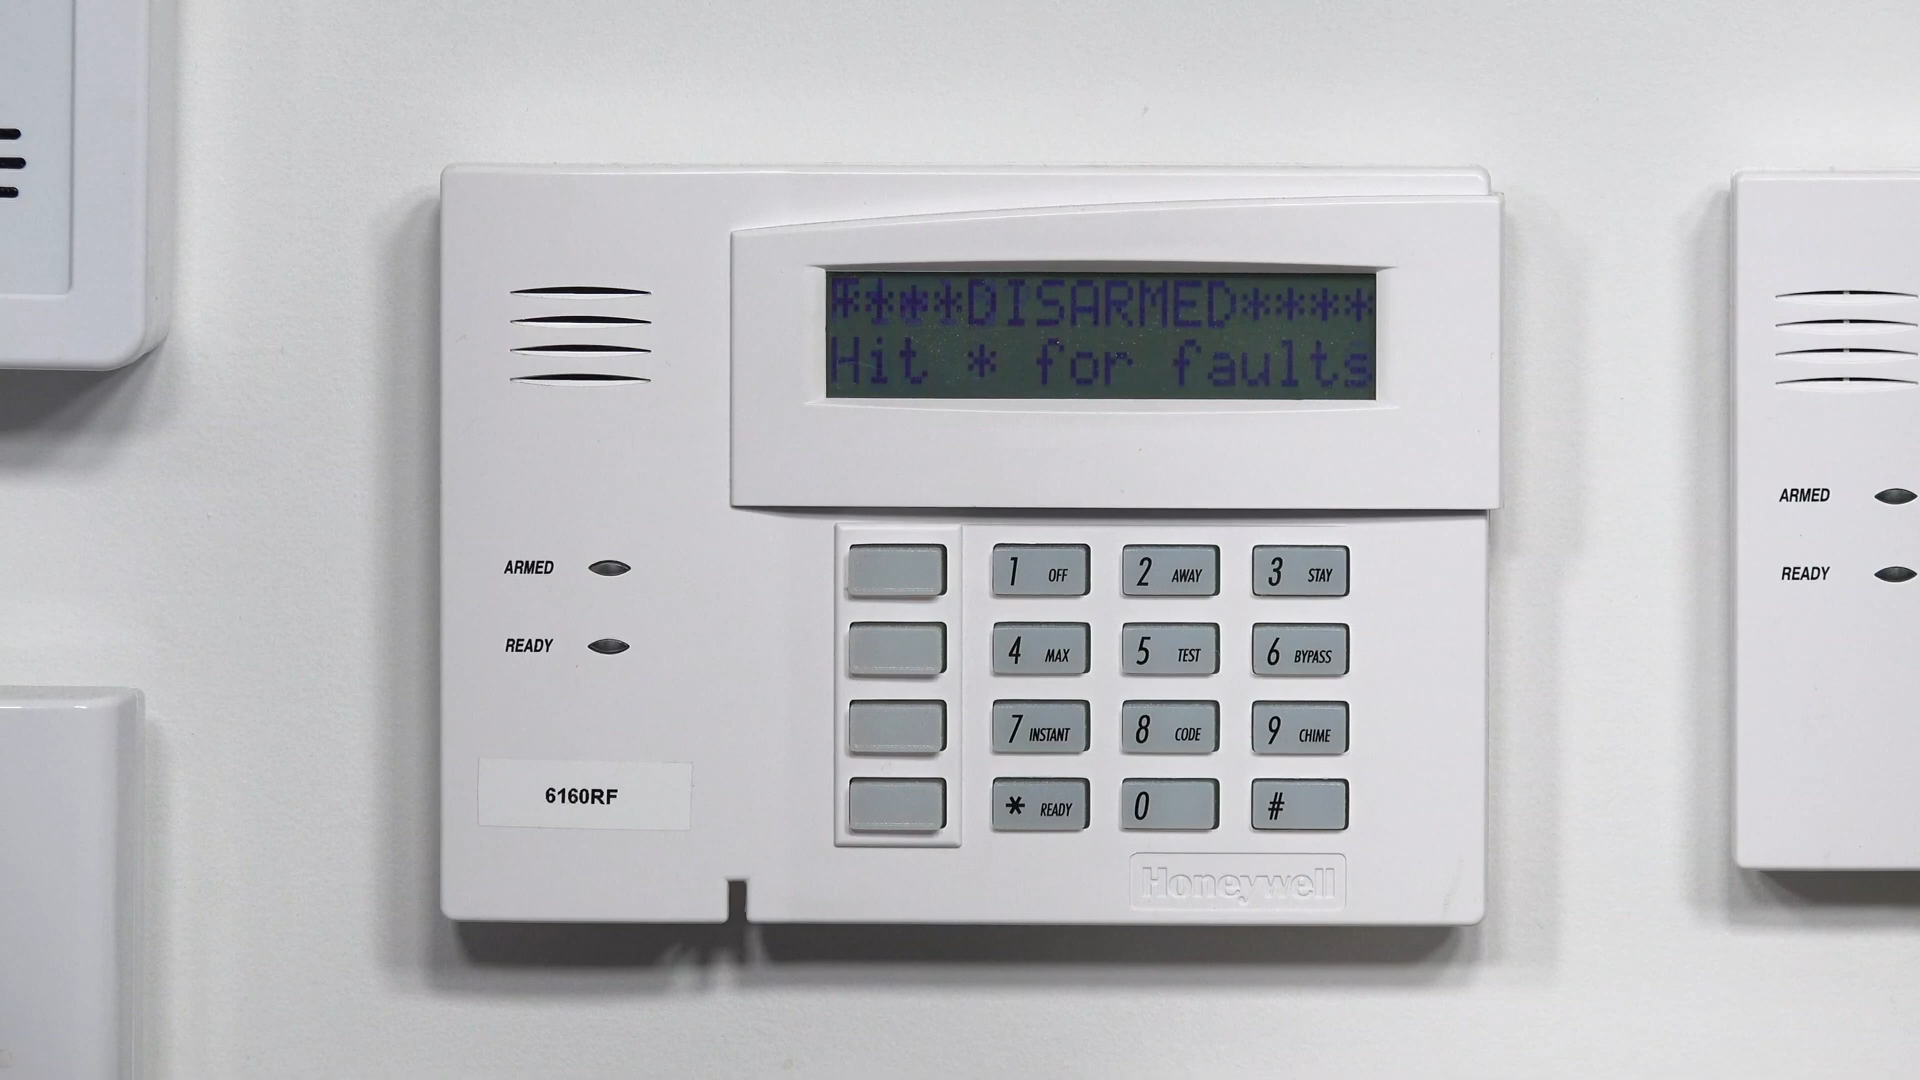 ****DISARMED****
Hit * for faults
ARMED
READY
6160RF
1 OFF
2 AWAY
3 STAY
4 MAX
5 TEST
6 BYPASS
7 INSTANT
8 CODE
9 CHIME
* READY
0
#
Honeywell
ARMED
READY